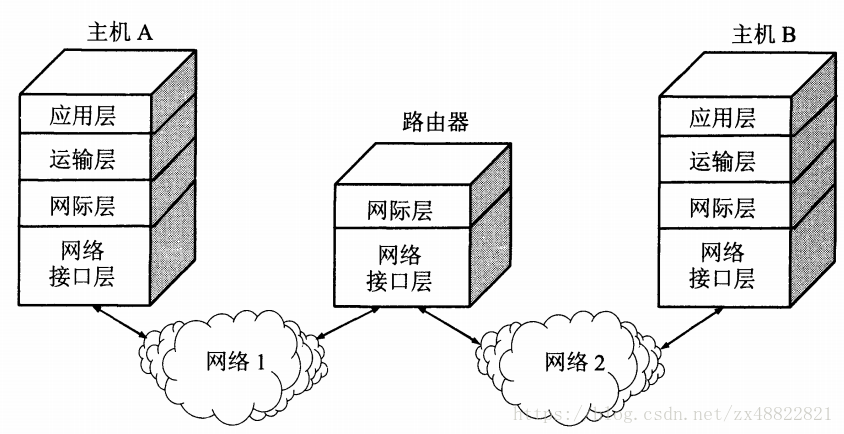 主机 A
主机 B
路由器
应用层
运输层
网际层
网络
接口层
网际层
网络
接口层
应用层
运输层
网际层
网络
接口层
网络 1
网络 2
https://blog.csdn.net/zx48822821